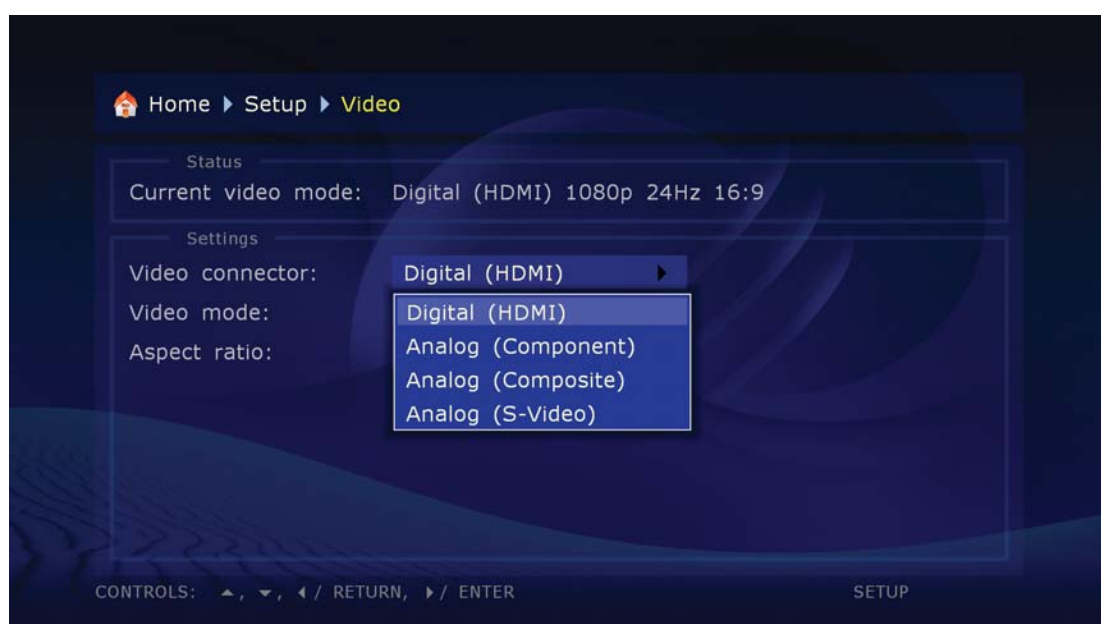 Home Setup Video
Status
Current video mode: Digital (HDMI) 1080p 24Hz 16:9
Settings
Video connector: Digital (HDMI)
Video mode: Digital (HDMI)
Analog (Component)
Aspect ratio:
Analog (Composite)
Analog (S-Video)
CONTROLS: ▲, ▼, ◀ / RETURN, ▶ / ENTER SETUP